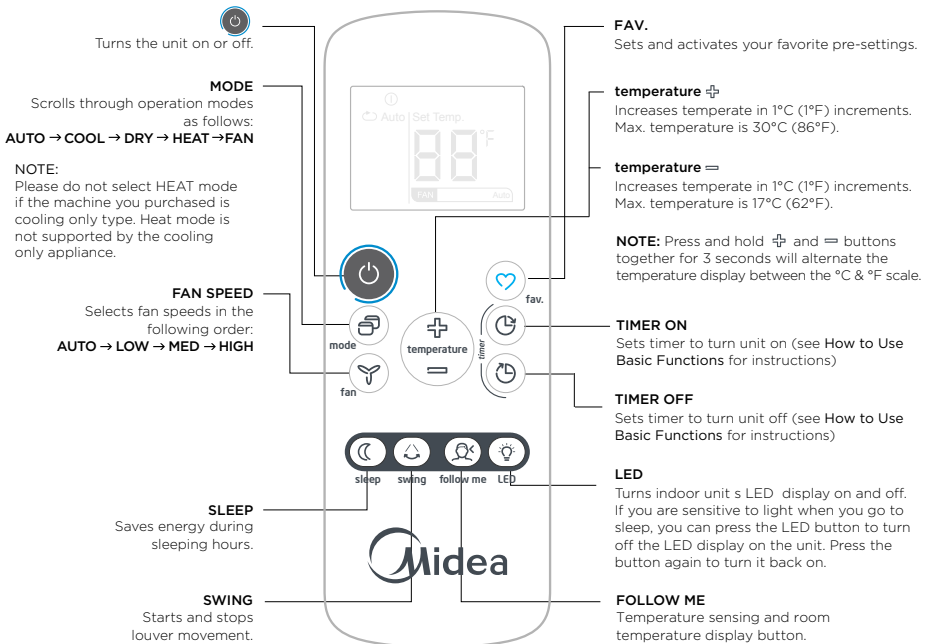 Turns the unit on or off.
MODE
Scrolls through operation modes
as follows:
AUTO → COOL → DRY → HEAT →FAN
NOTE:
Please do not select HEAT mode
if the machine you purchased is
cooling only type. Heat mode is
not supported by the cooling
only appliance.
FAN SPEED
Selects fan speeds in the
following order:
AUTO → LOW → MED → HIGH
SLEEP
Saves energy during
sleeping hours.
SWING
Starts and stops
louver movement.
Auto Set Temp.
88°F
FAN Auto
fav.
mode
temperature
timer
fan
sleep swing follow me LED
Midea
FAV.
Sets and activates your favorite pre-settings.
temperature +
Increases temperate in 1°C (1°F) increments.
Max. temperature is 30°C (86°F).
temperature =
Increases temperate in 1°C (1°F) increments.
Max. temperature is 17°C (62°F).
NOTE: Press and hold + and = buttons
together for 3 seconds will alternate the
temperature display between the °C & °F scale.
TIMER ON
Sets timer to turn unit on (see How to Use
Basic Functions for instructions)
TIMER OFF
Sets timer to turn unit off (see How to Use
Basic Functions for instructions)
LED
Turns indoor unit s LED display on and off.
If you are sensitive to light when you go to
sleep, you can press the LED button to turn
off the LED display on the unit. Press the
button again to turn it back on.
FOLLOW ME
Temperature sensing and room
temperature display button.